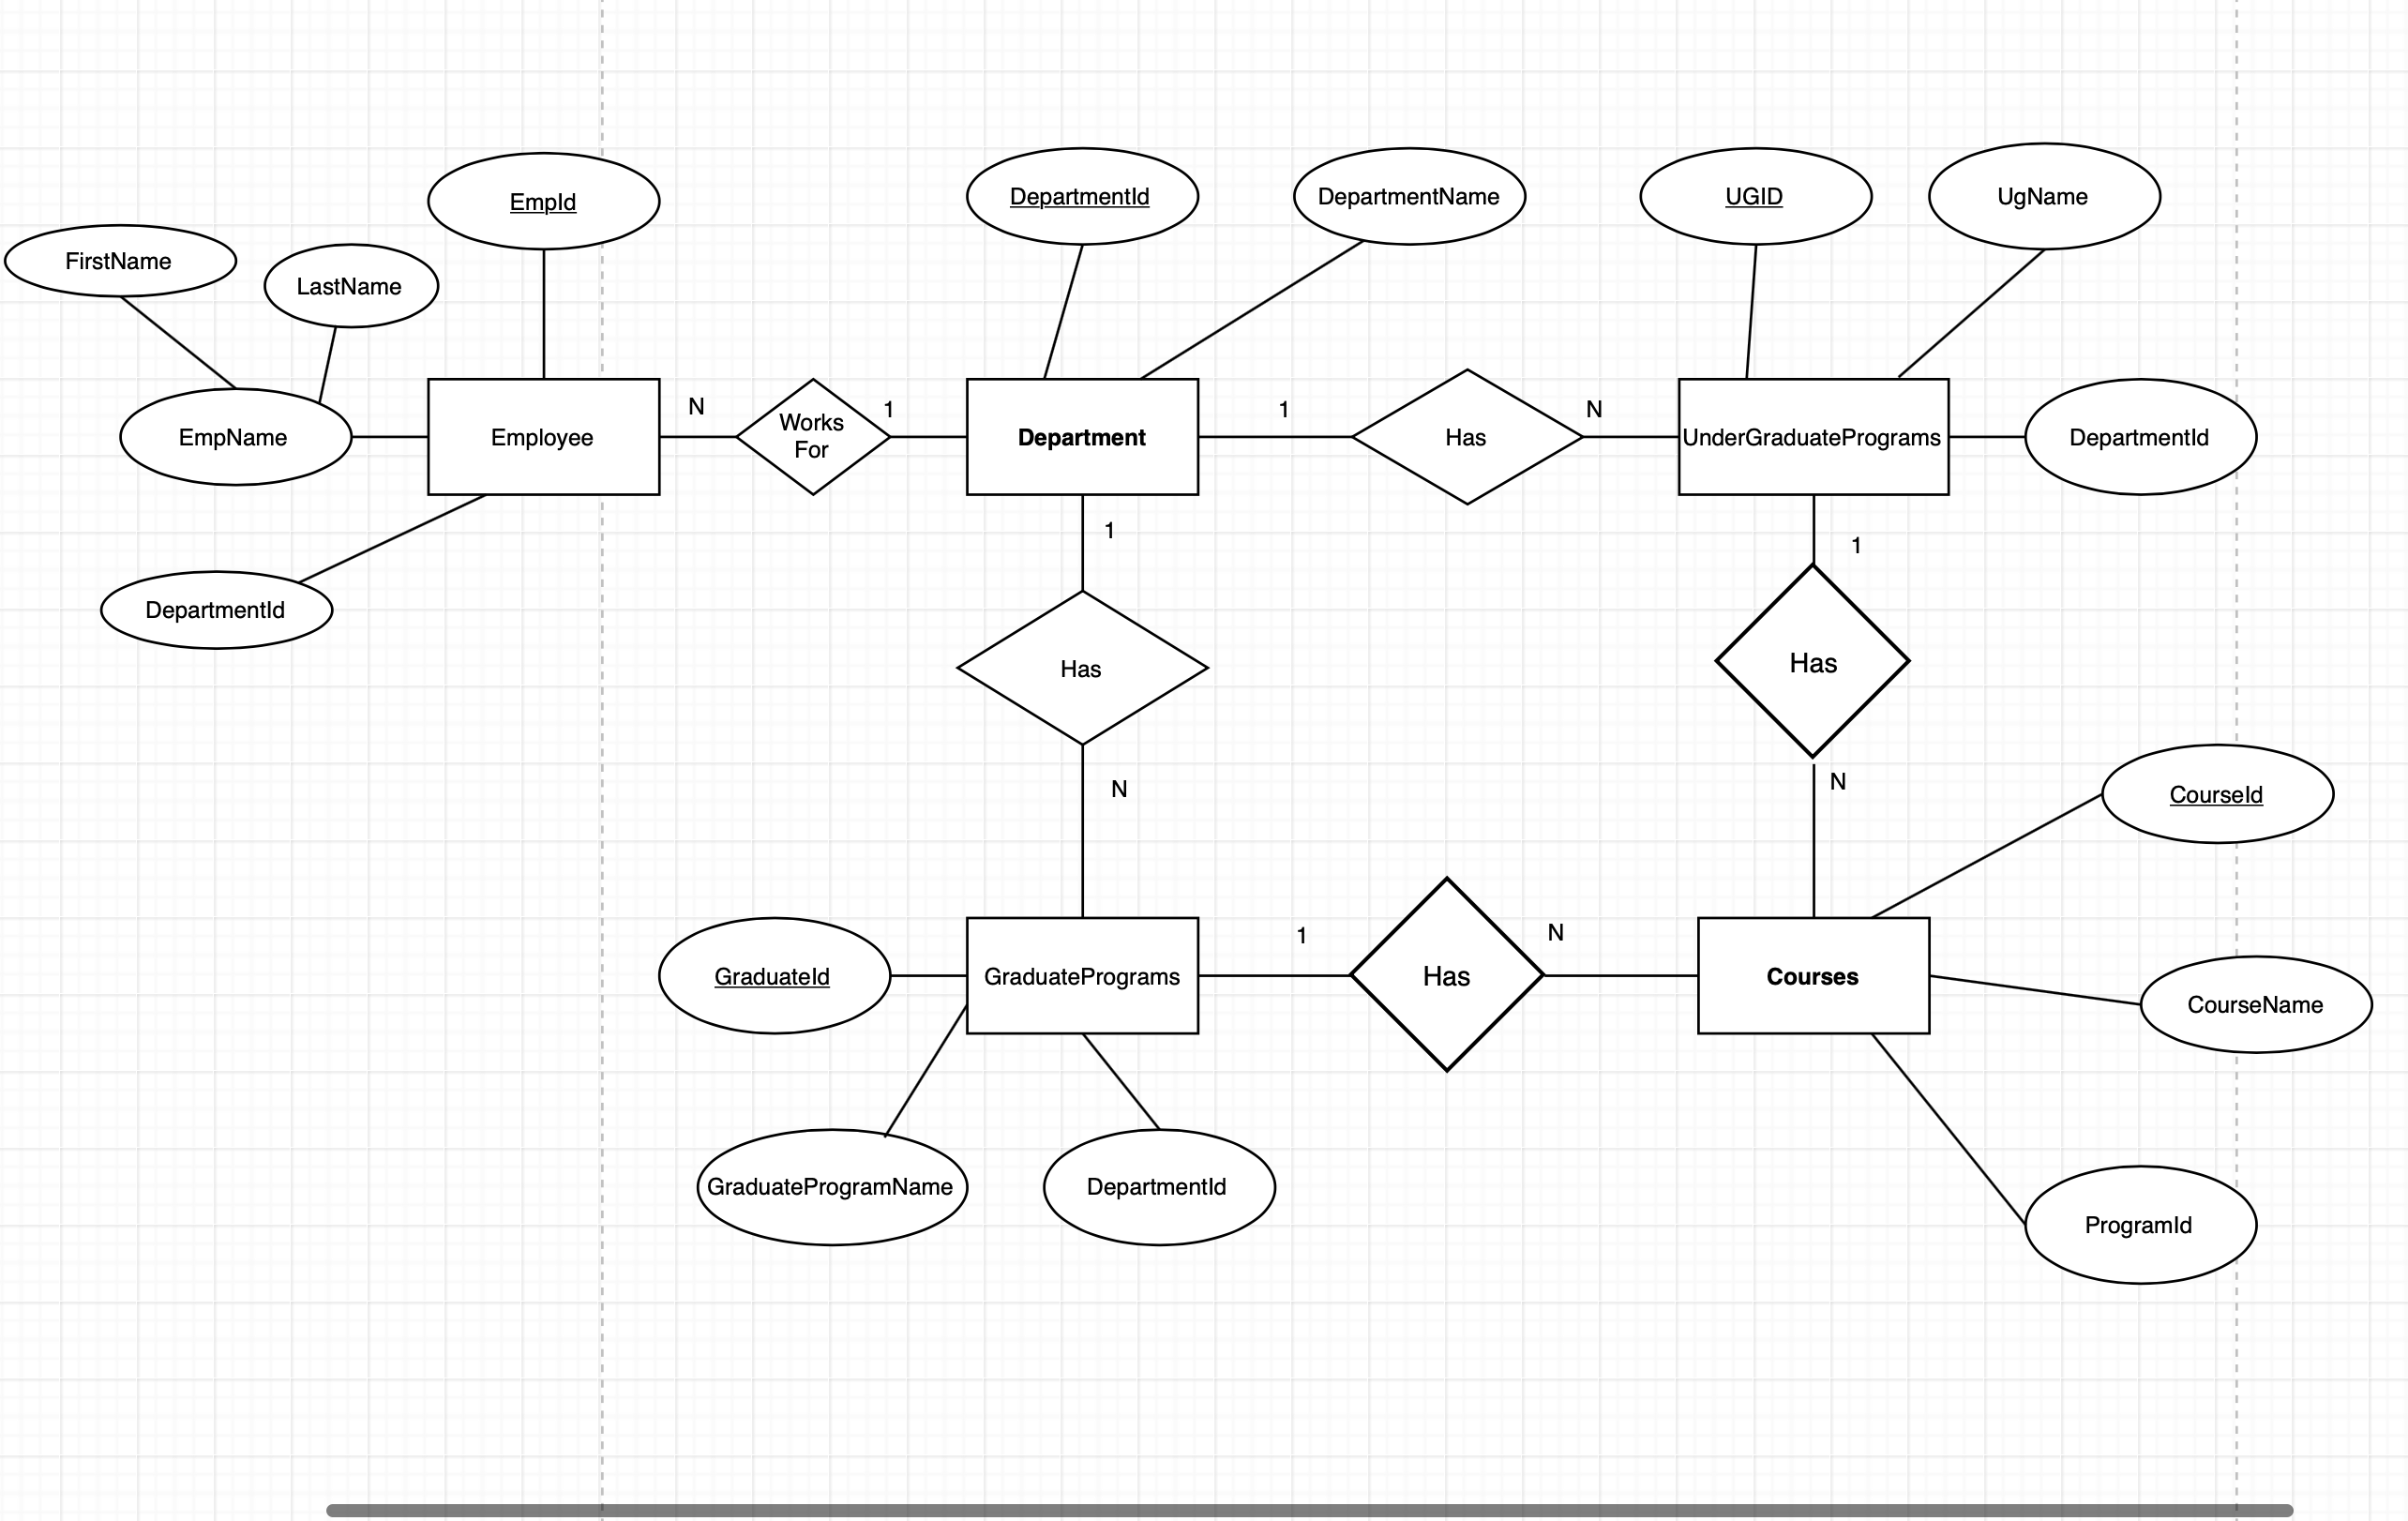 DepartmentId
DepartmentName
UGID
UgName
EmpId
FirstName
LastName
N
1
1
N
EmpName
Employee
Works
For
Department
Has
UnderGraduatePrograms
DepartmentId
1
1
DepartmentId
Has
Has
N
N
CourseId
1
N
GraduateId
GraduatePrograms
Has
Courses
CourseName
GraduateProgramName
DepartmentId
ProgramId